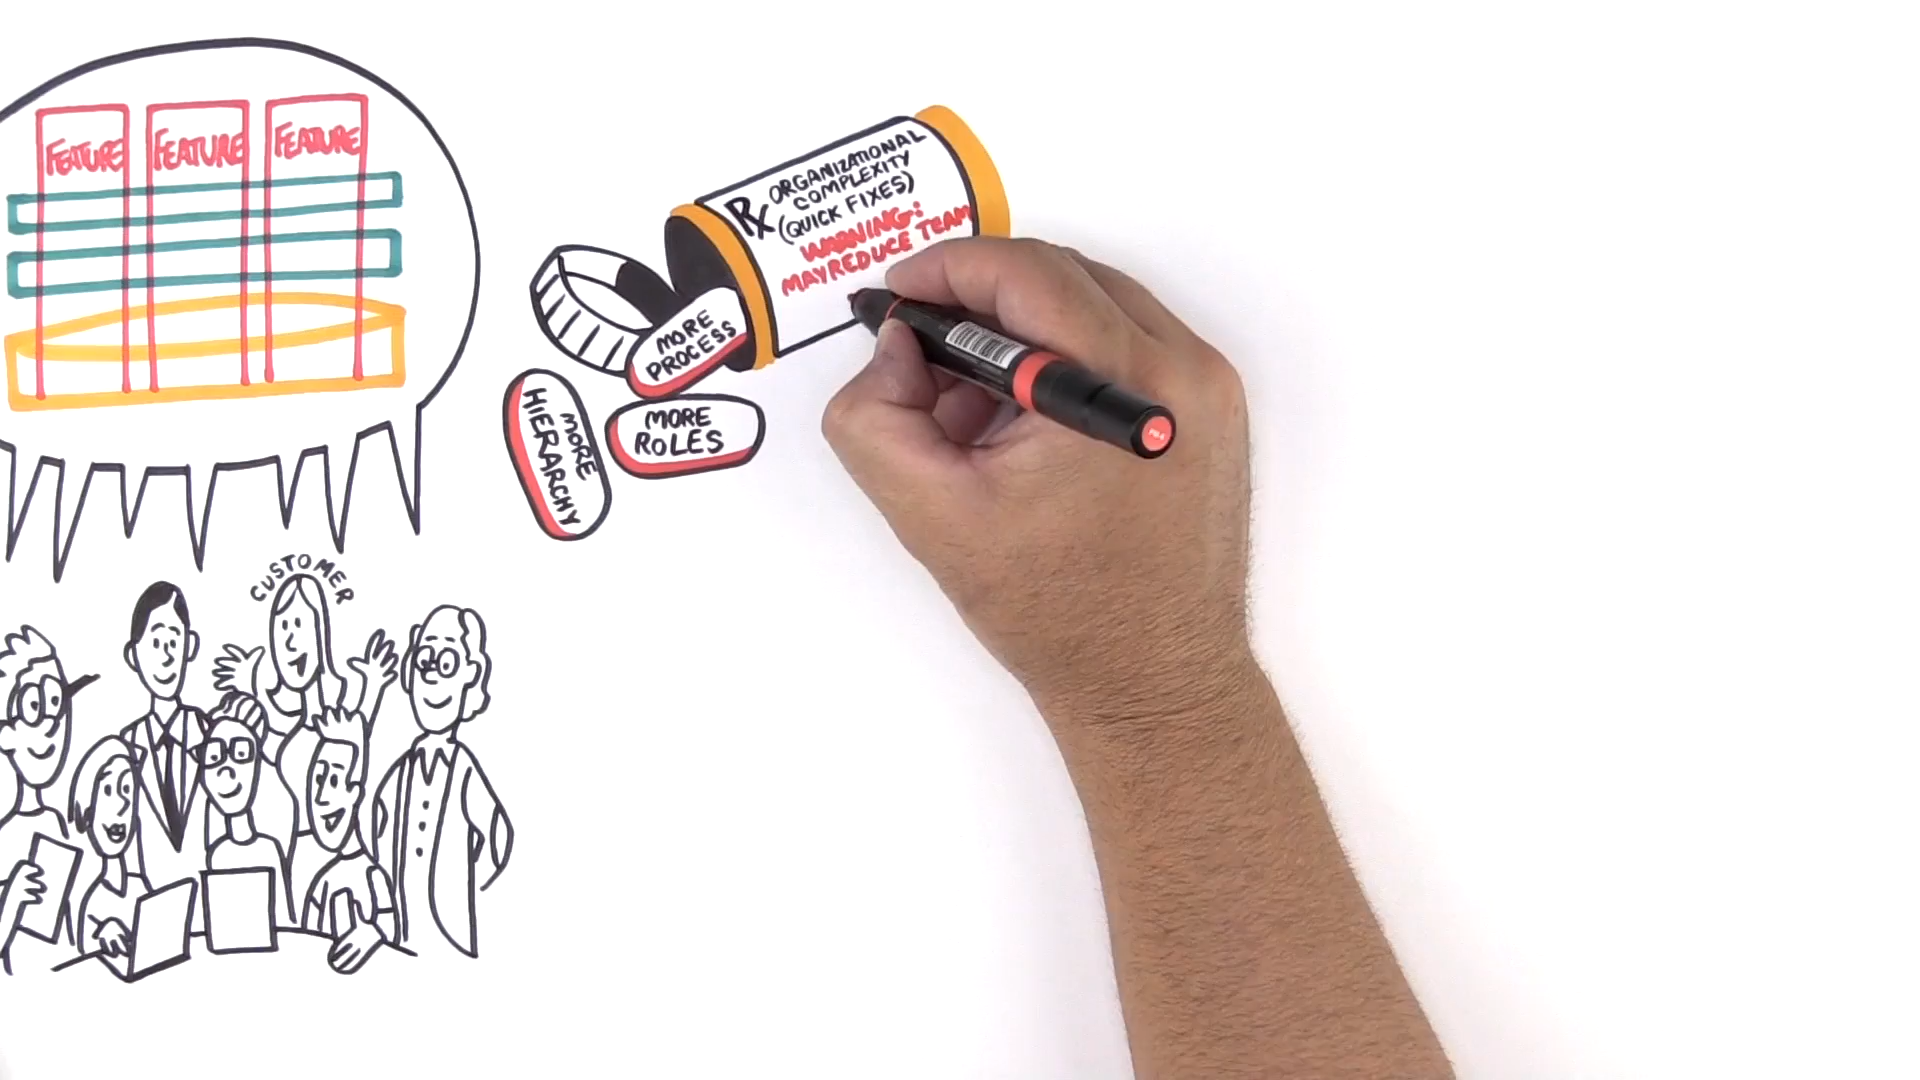 FEATURE FEATURE FEATURE
Rx ORGANIZATIONAL
COMPLEXITY
(QUICK FIXES)
WARNING:
MAY REDUCE TEAM
MORE
PROCESS
MORE
HIERARCHY
MORE
ROLES
CUSTOMER